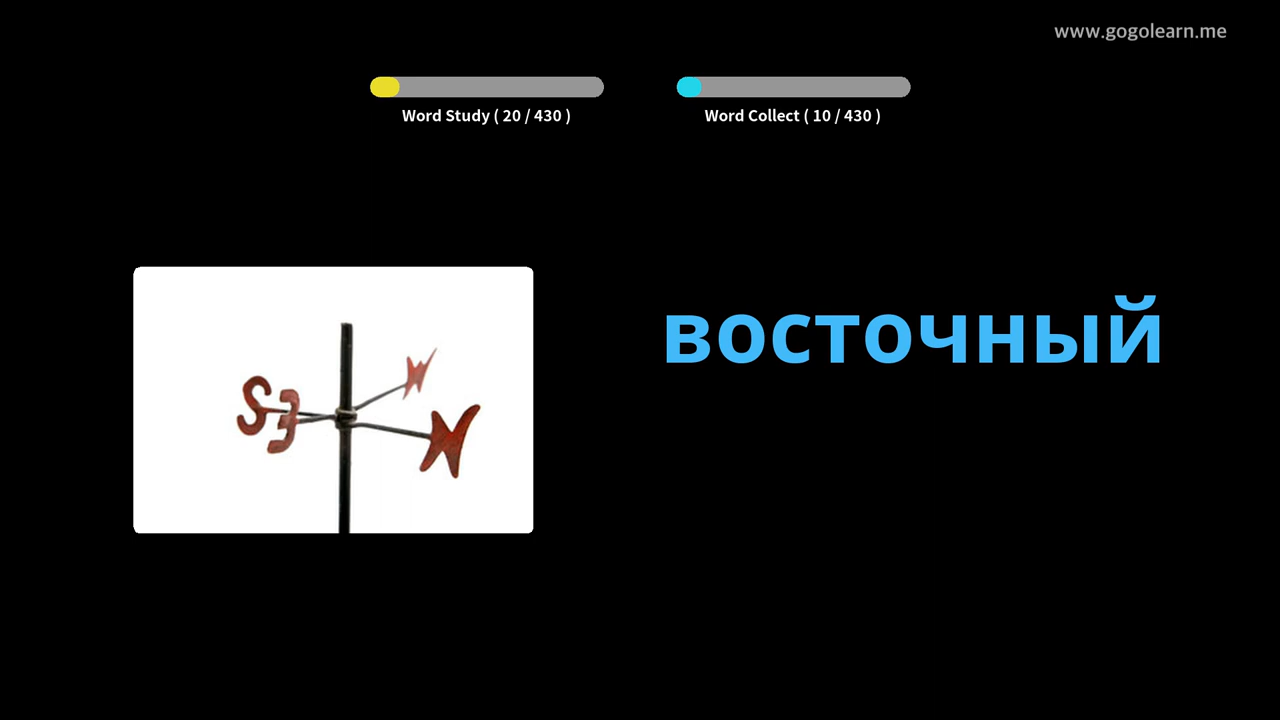 www.gogolearn.me
Word Study ( 20 / 430 )
Word Collect ( 10 / 430 )
восточный
S E N